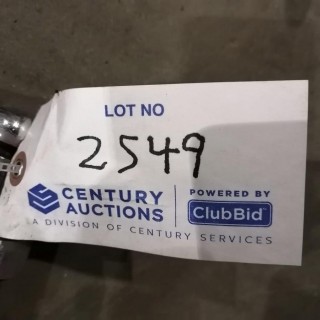 LOT NO
2549
CENTURY AUCTIONS
POWERED BY
ClubBid
A DIVISION OF CENTURY SERVICES